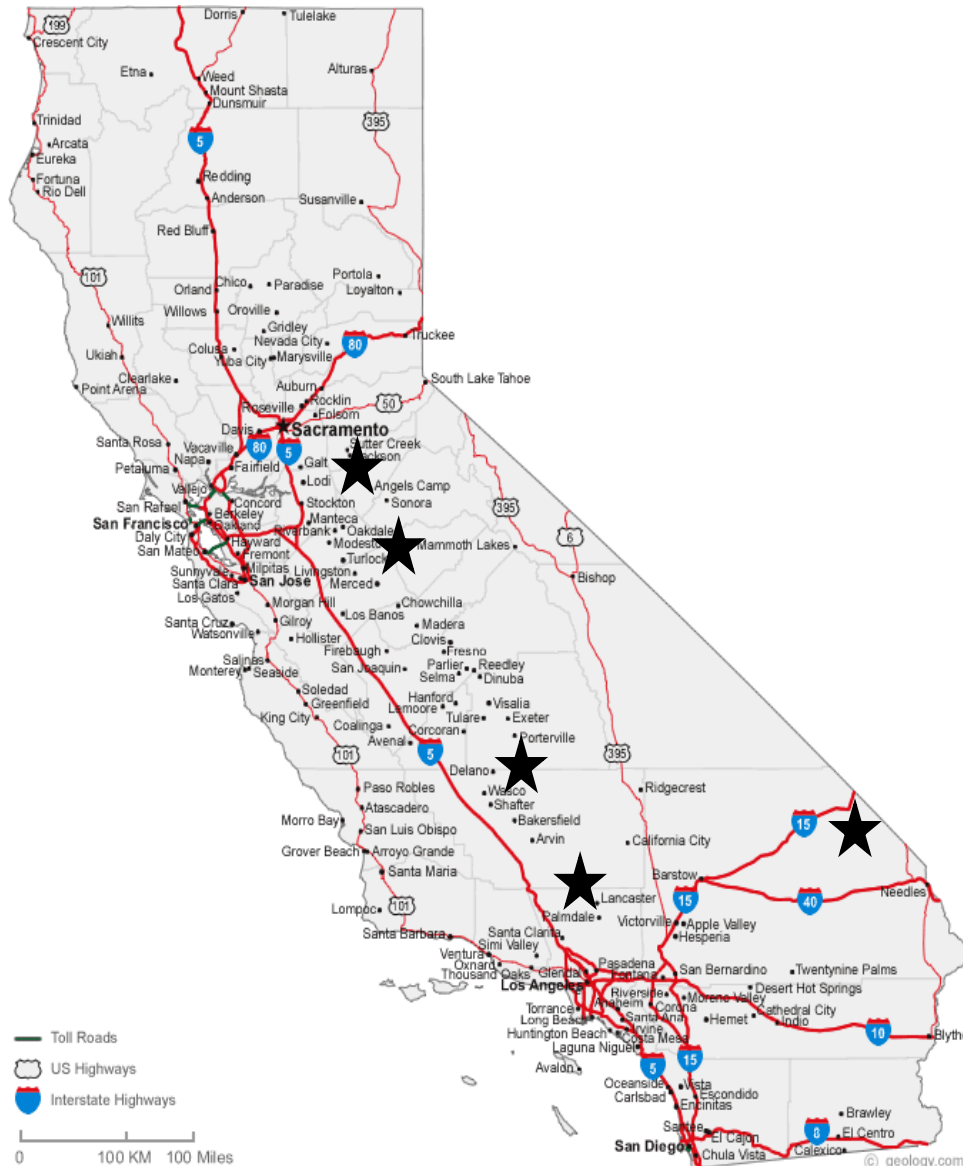 Dorris
Tulelake
199
Crescent City
Etna
Weed
Alturas
Mount Shasta
Dunsmuir
Trinidad
395
5
Arcata
Eureka
Fortuna
Redding
Rio Dell
Anderson
Susanville
Red Bluff
101
Portola
Chico
Paradise
Orland
Loyalton
Willows
Oroville
Willits
Gridley
Truckee
Nevada City
80
Colusa
Ukiah
Yuba City
Marysville
Clearlake
South Lake Tahoe
Point Arena
Auburn
Rocklin
50
Roseville
Folsom
Sacramento
Davis
Santa Rosa
Sutter Creek
Vacaville
80
5
Napa
Galt
Petaluma
Fairfield
Lodi
Angels Camp
Vallejo
Sonora
San Rafael
Concord
Stockton
395
Berkeley
San Francisco
Oakland
Manteca
Riverbank
Oakdale
6
Daly City
Hayward
Modesto
Mammoth Lakes
San Mateo
Fremont
Turlock
Milpitas
Sunnyvale
Livingston
Bishop
Santa Clara
San Jose
Merced
Los Gatos
Morgan Hill
Chowchilla
Los Banos
Santa Cruz
Gilroy
Madera
Watsonville
Hollister
Clovis
Firebaugh
Fresno
Salinas
Parlier
Reedley
Monterey
Seaside
San Joaquin
Selma
Dinuba
Soledad
Greenfield
Hanford
Visalia
Lemoore
King City
Tulare
Exeter
Coalinga
Corcoran
Avenal
Porterville
101
5
395
Delano
Paso Robles
Wasco
Ridgecrest
Atascadero
Shafter
Morro Bay
Bakersfield
15
San Luis Obispo
Arvin
California City
Grover Beach
Arroyo Grande
Santa Maria
Barstow
Needles
Lancaster
15
40
Lompoc
101
Palmdale
Victorville
Apple Valley
Santa Barbara
Santa Clarita
Hesperia
Simi Valley
Ventura
Oxnard
Pasadena
Thousand Oaks
Fontana
San Bernardino
Twentynine Palms
Los Angeles
Desert Hot Springs
Riverside
Moreno Valley
Torrance
Anaheim
Corona
Cathedral City
Long Beach
Santa Ana
Hemet
Indio
Huntington Beach
Irvine
10
Costa Mesa
Toll Roads
Laguna Niguel
US Highways
Avalon
5
15
Oceanside
Vista
Interstate Highways
Carlsbad
Escondido
Encinitas
Brawley
Santee
8
El Centro
El Cajon
San Diego
Calexico
0
100 KM
100 Miles
Chula Vista
© geology.com